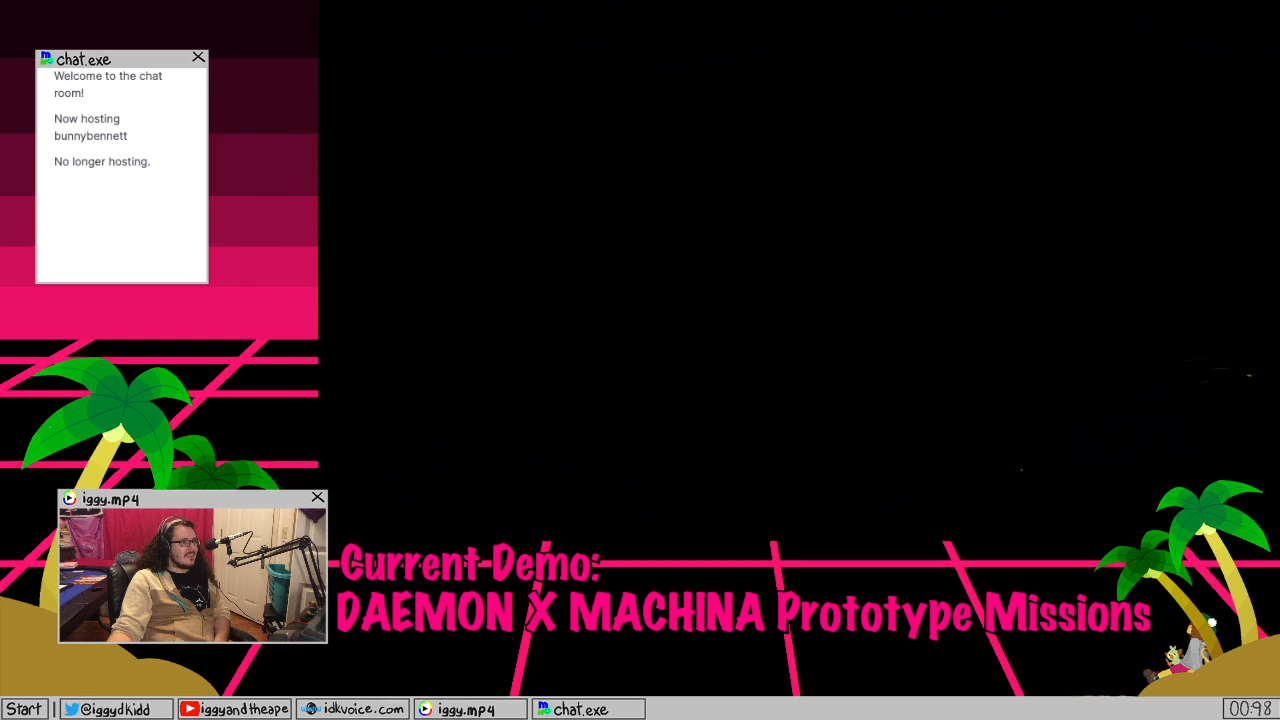 chat.exe
Welcome to the chat
room!
Now hosting
bunnybennett
No longer hosting.
iggy.mp4
Current Demo:
DAEMON X MACHINA Prototype Missions
Start | @iggydkidd iggyandtheape www idkvoice.com iggy.mp4 chat.exe 00:98